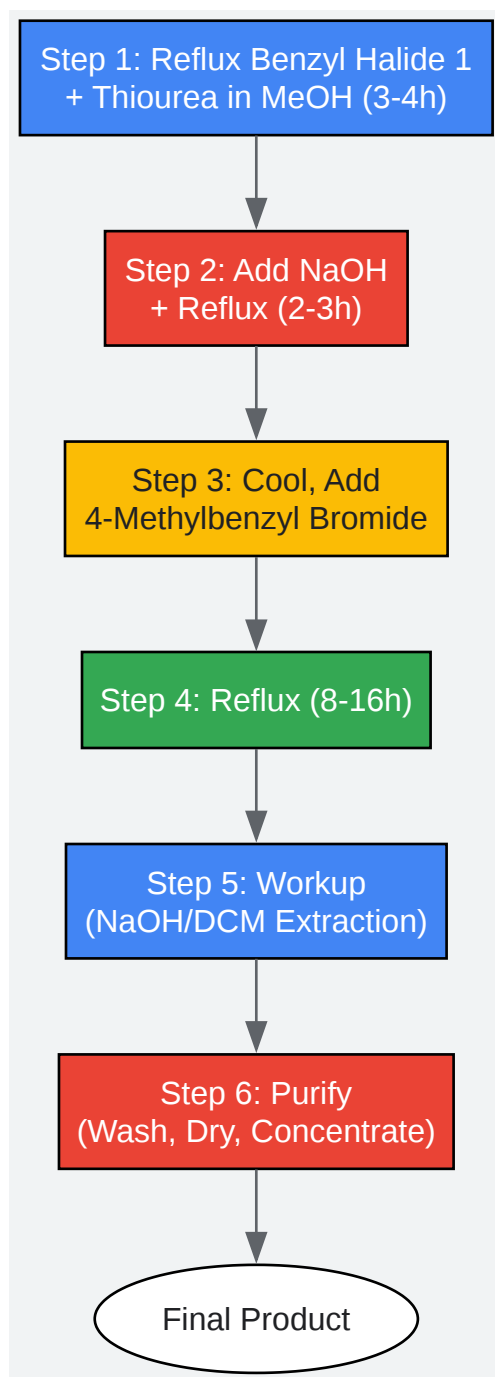 Step 1: Reflux Benzyl Halide 1
+ Thiourea in MeOH (3-4h)
Step 2: Add NaOH
+ Reflux (2-3h)
Step 3: Cool, Add
4-Methylbenzyl Bromide
Step 4: Reflux (8-16h)
Step 5: Workup
(NaOH/DCM Extraction)
Step 6: Purify
(Wash, Dry, Concentrate)
Final Product